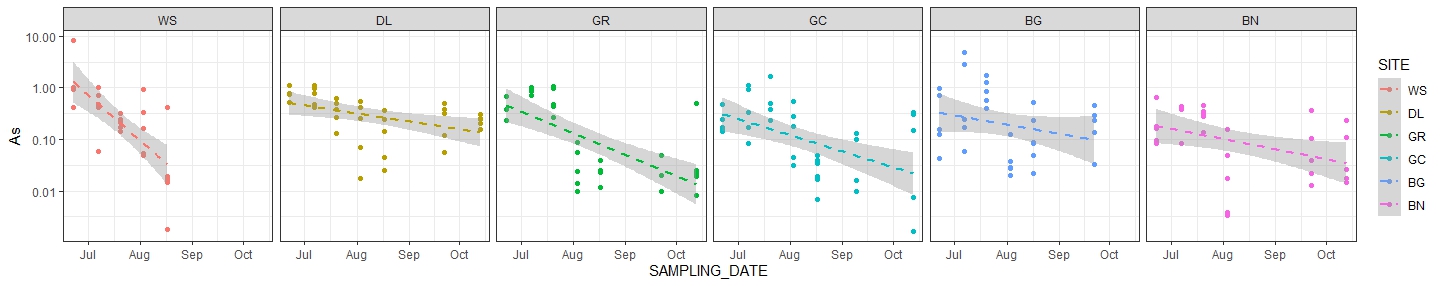 WS DL GR GC BG BN
As
10.00
1.00
0.10
0.01
Jul Aug Sep Oct Jul Aug Sep Oct Jul Aug Sep Oct Jul Aug Sep Oct Jul Aug Sep Oct Jul Aug Sep Oct
SAMPLING_DATE
SITE
WS
DL
GR
GC
BG
BN